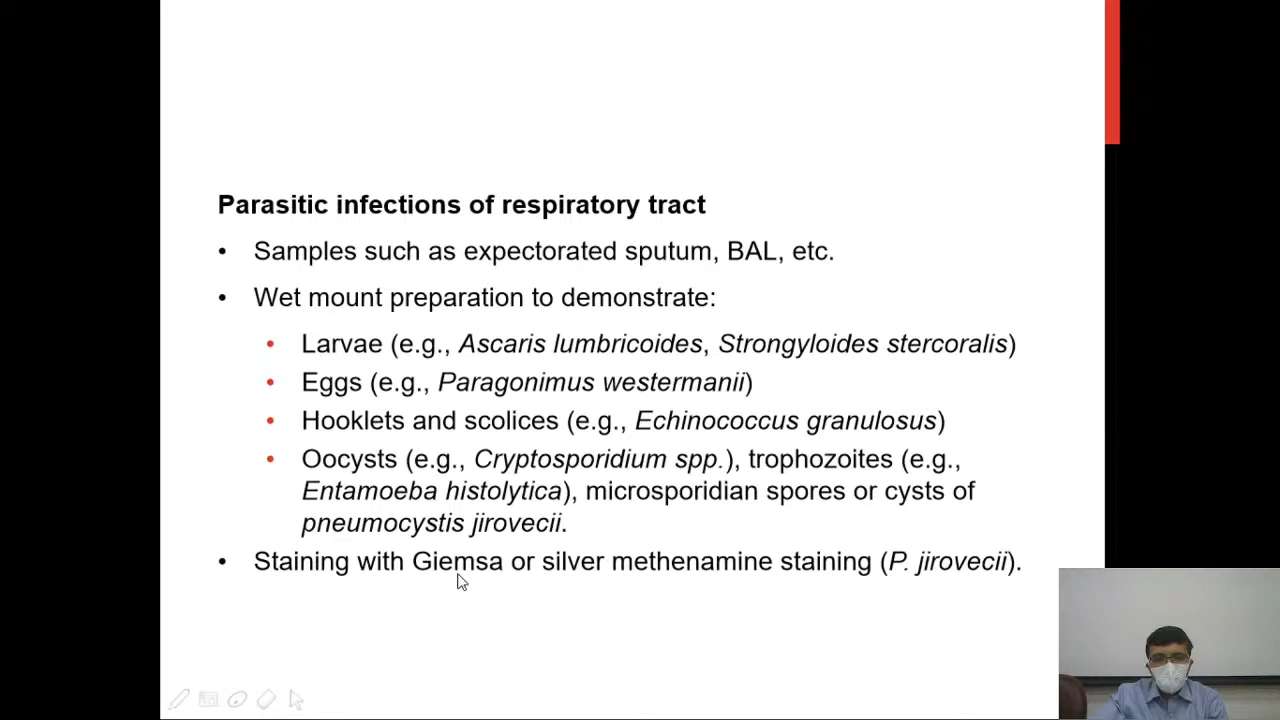 Parasitic infections of respiratory tract
• Samples such as expectorated sputum, BAL, etc.
• Wet mount preparation to demonstrate:
• Larvae (e.g., Ascaris lumbricoides, Strongyloides stercoralis)
• Eggs (e.g., Paragonimus westermanii)
• Hooklets and scolices (e.g., Echinococcus granulosus)
• Oocysts (e.g., Cryptosporidium spp.), trophozoites (e.g.,
Entamoeba histolytica), microsporidian spores or cysts of
pneumocystis jirovecii.
• Staining with Giemsa or silver methenamine staining (P. jirovecii).